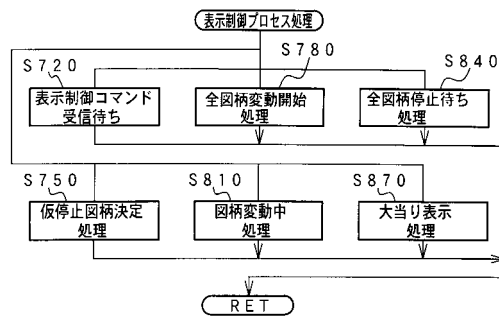 表示制御プロセス処理
S720
S780
S840
表示制御コマンド
受信待ち
全図柄変動開始
処理
全図柄停止待ち
処理
S750
S810
S870
仮停止図柄決定
処理
図柄変動中
処理
大当り表示
処理
RET